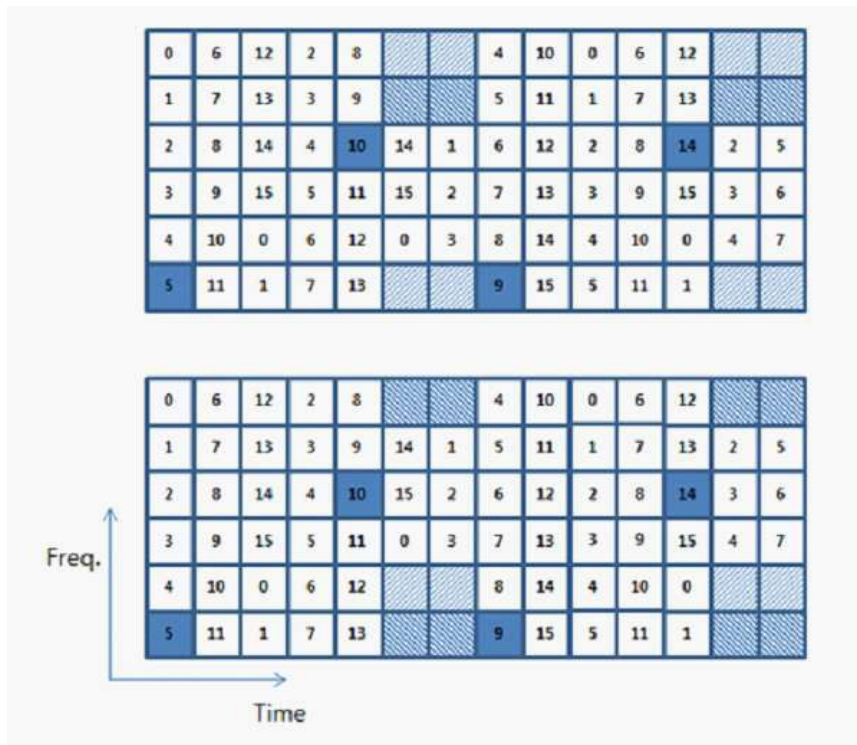 0 6 12 2 8 4 10 0 6 12
1 7 13 3 9 5 11 1 7 13
2 8 14 4 10 14 1 6 12 2 8 14 2 5
3 9 15 5 11 15 2 7 13 3 9 15 3 6
4 10 0 6 12 0 3 8 14 4 10 0 4 7
5 11 1 7 13 9 15 5 11 1
0 6 12 2 8 4 10 0 6 12
1 7 13 3 9 14 1 5 11 1 7 13 2 5
2 8 14 4 10 15 2 6 12 2 8 14 3 6
3 9 15 5 11 0 3 7 13 3 9 15 4 7
4 10 0 6 12 8 14 4 10 0
5 11 1 7 13 9 15 5 11 1
Freq.
Time